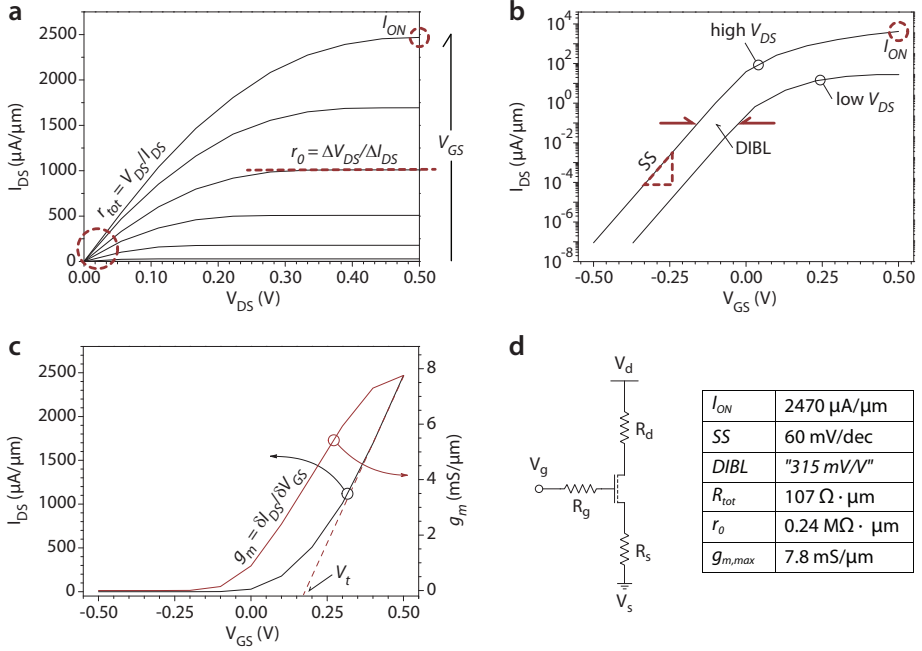 a
I_ON
2500
2000
1500
1000
500
0
I_DS (µA/µm)
r_tot = V_DS/I_DS
r_0 = ΔV_DS/ΔI_DS
V_GS
0.00 0.10 0.20 0.30 0.40 0.50
V_DS (V)
b
10^4
10^2
10^0
10^-2
10^-4
10^-6
10^-8
I_DS (µA/µm)
high V_DS
I_ON
low V_DS
DIBL
SS
-0.50 -0.25 0.00 0.25 0.50
V_GS (V)
c
2500
2000
1500
1000
500
0
I_DS (µA/µm)
g_m = δI_DS/δV_GS
V_t
8
6
4
2
0
g_m (mS/µm)
-0.50 -0.25 0.00 0.25 0.50
V_GS (V)
d
V_d
R_d
V_g
R_g
R_s
V_s
I_ON 2470 µA/µm
SS 60 mV/dec
DIBL "315 mV/V"
R_tot 107 Ω · µm
r_0 0.24 MΩ · µm
g_m,max 7.8 mS/µm